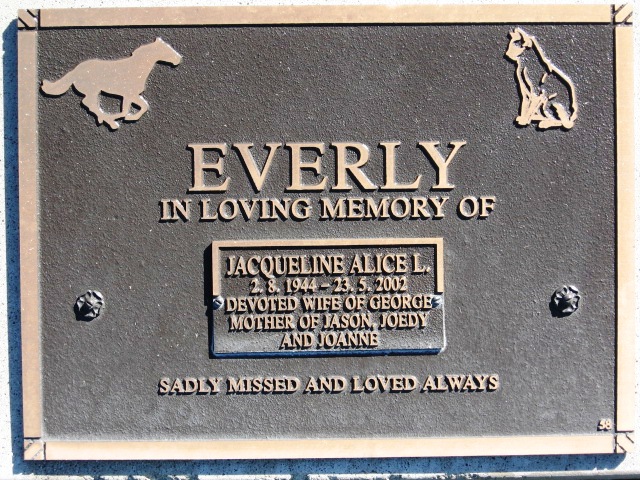 EVERLY
IN LOVING MEMORY OF
JACQUELINE ALICE L.
2. 8. 1944 – 23. 5. 2002
DEVOTED WIFE OF GEORGE
MOTHER OF JASON, JOEDY
AND JOANNE
SADLY MISSED AND LOVED ALWAYS
58